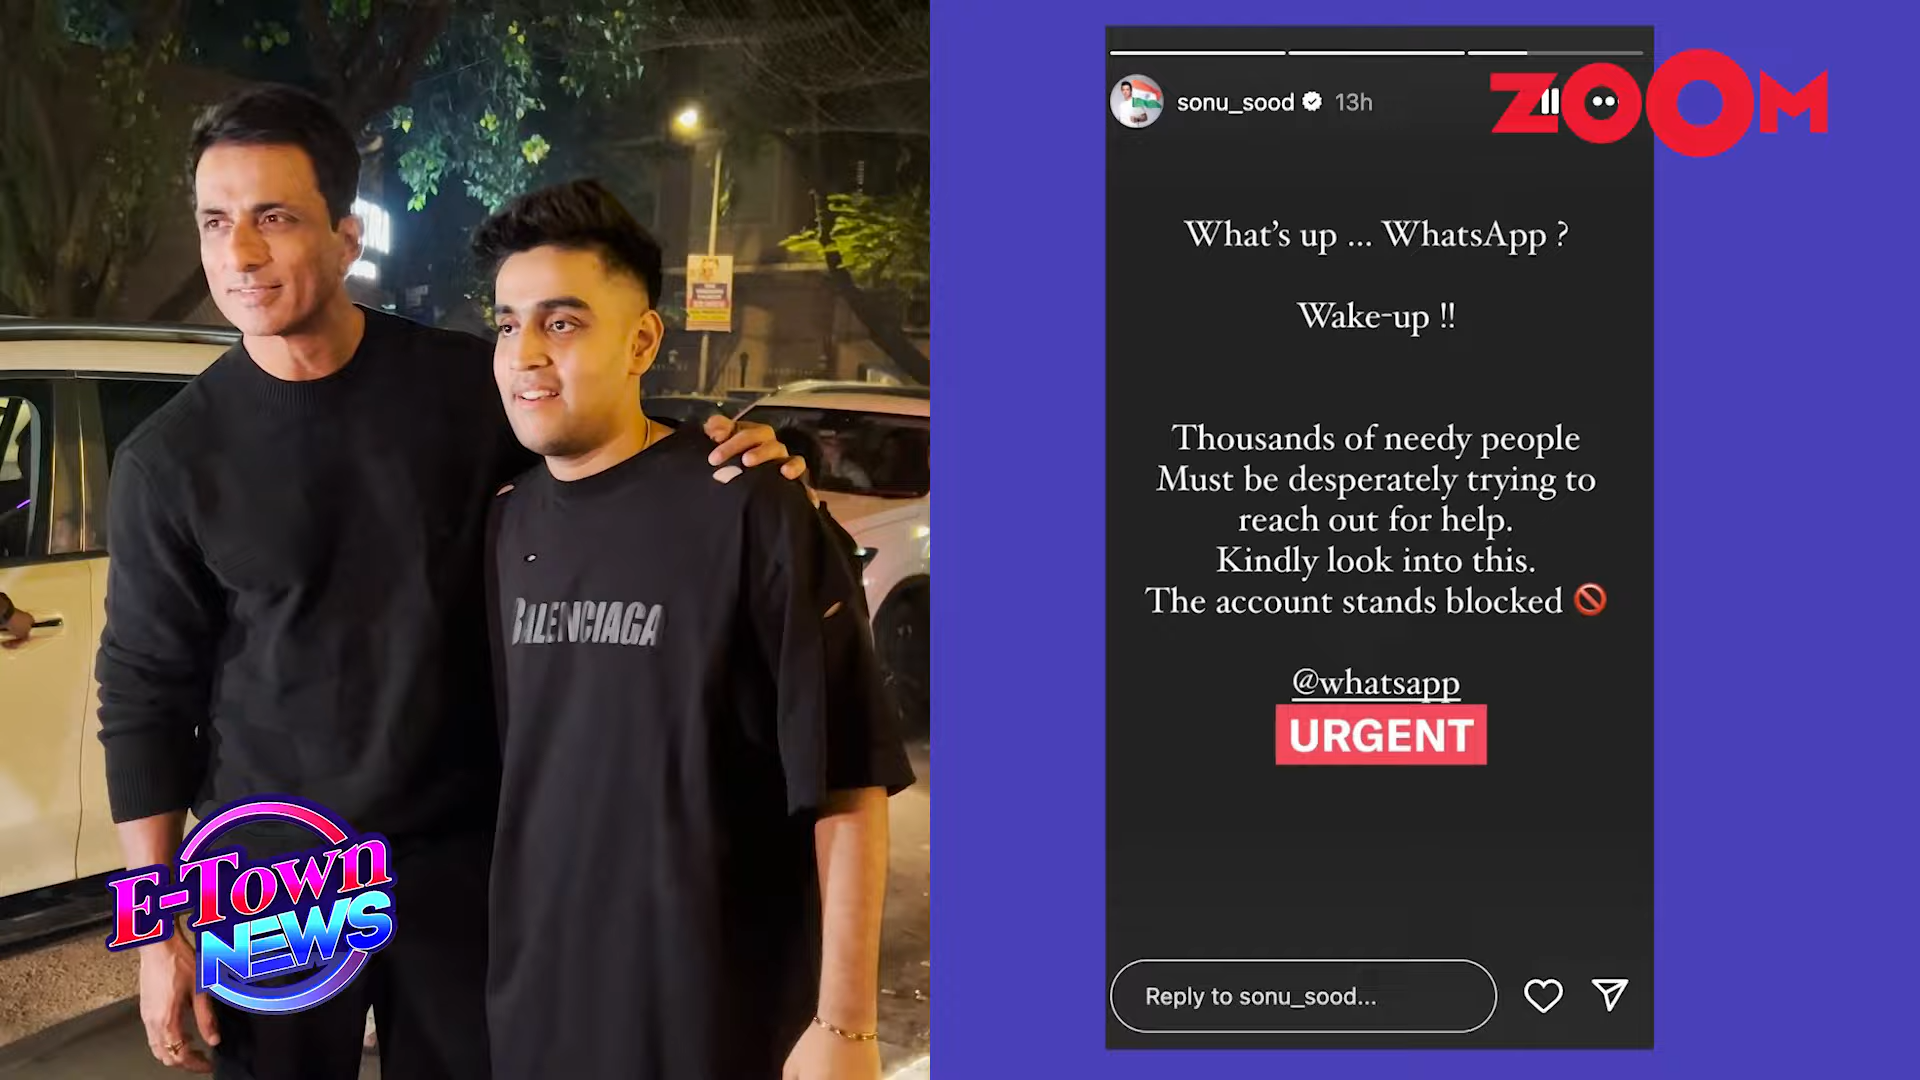 BALENCIAGA
E-Town
NEWS
sonu_sood 13h
ZOOM
What's up ... WhatsApp ?
Wake-up !!
Thousands of needy people
Must be desperately trying to
reach out for help.
Kindly look into this.
The account stands blocked 🚫
@whatsapp
URGENT
Reply to sonu_sood...